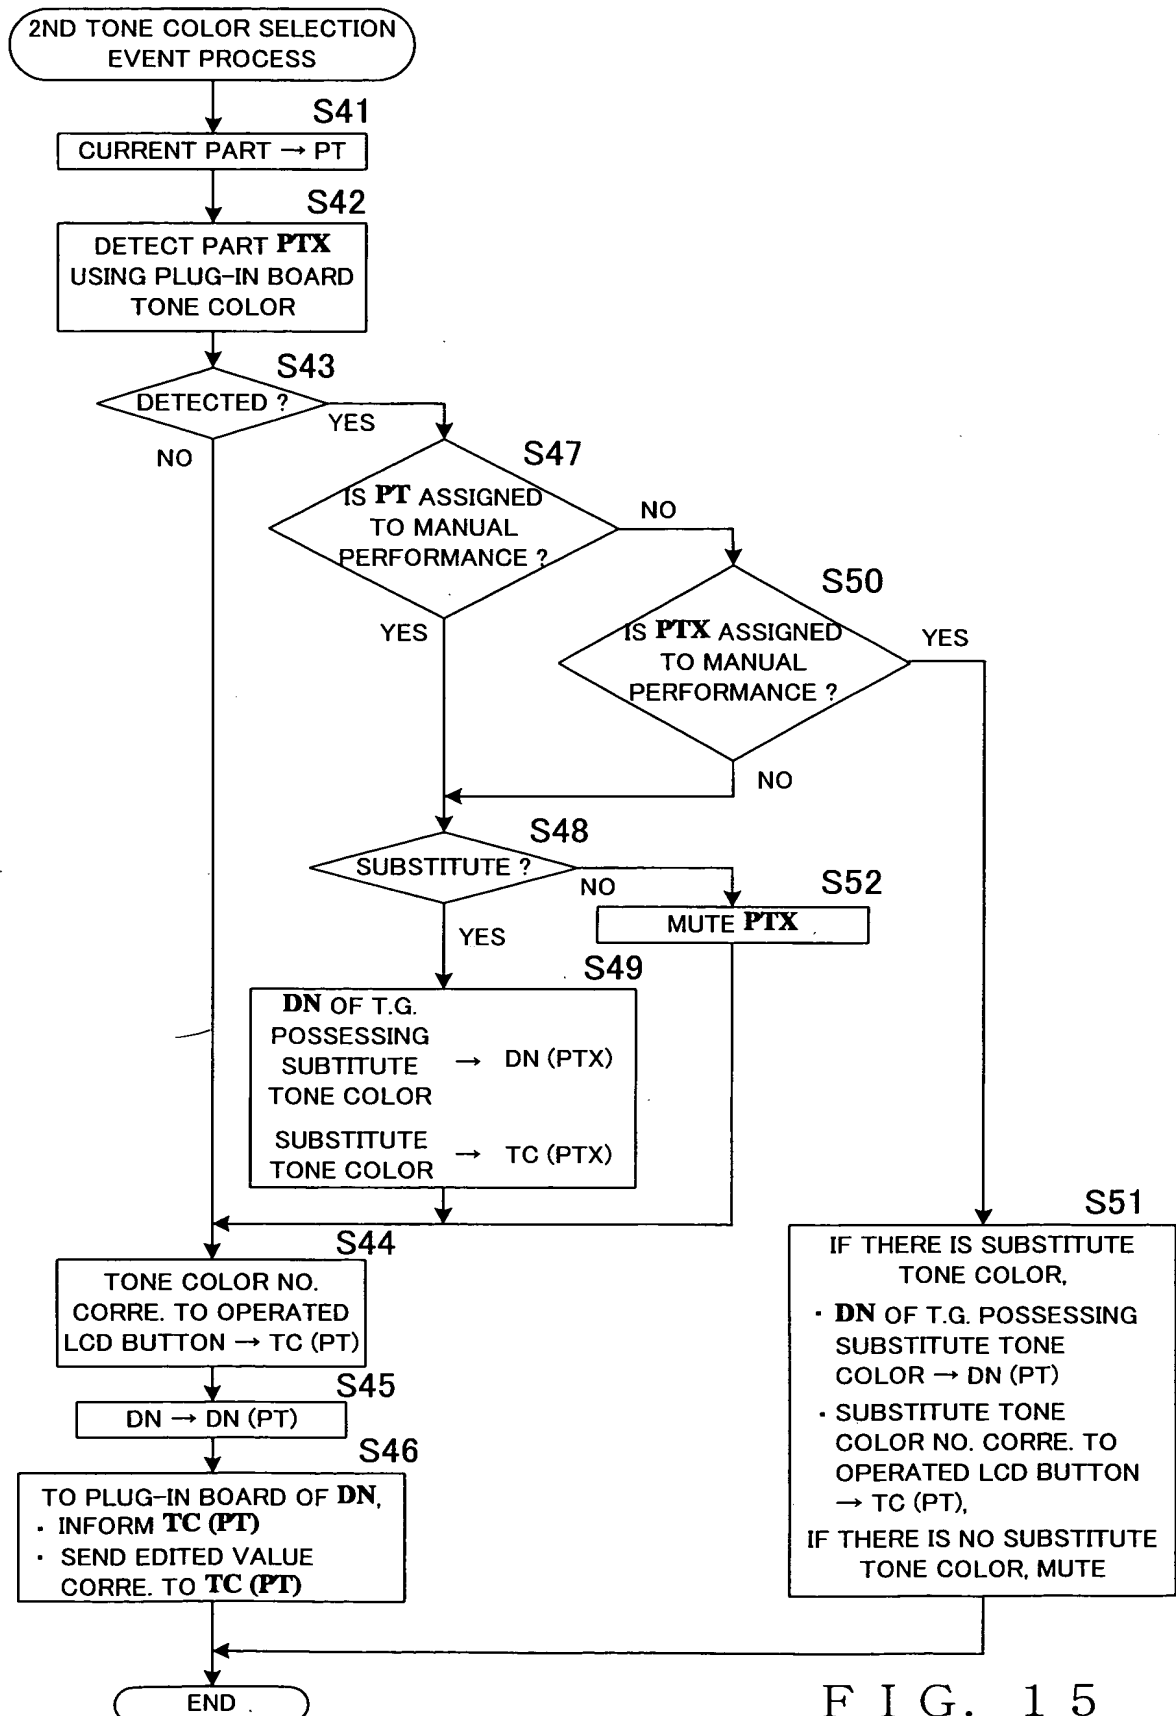 2ND TONE COLOR SELECTION
EVENT PROCESS
S41
CURRENT PART → PT
S42
DETECT PART PTX
USING PLUG-IN BOARD
TONE COLOR
S43
DETECTED ?
YES
NO
S47
IS PT ASSIGNED
TO MANUAL
PERFORMANCE ?
NO
YES
S50
IS PTX ASSIGNED
TO MANUAL
PERFORMANCE ?
YES
NO
S48
SUBSTITUTE ?
NO
YES
S52
MUTE PTX
S49
DN OF T.G.
POSSESSING
SUBTITUTE → DN (PTX)
TONE COLOR
SUBSTITUTE
TONE COLOR → TC (PTX)
S44
TONE COLOR NO.
CORRE. TO OPERATED
LCD BUTTON → TC (PT)
S45
DN → DN (PT)
S46
TO PLUG-IN BOARD OF DN,
· INFORM TC (PT)
· SEND EDITED VALUE
CORRE. TO TC (PT)
S51
IF THERE IS SUBSTITUTE
TONE COLOR,
· DN OF T.G. POSSESSING
SUBSTITUTE TONE
COLOR → DN (PT)
· SUBSTITUTE TONE
COLOR NO. CORRE. TO
OPERATED LCD BUTTON
→ TC (PT),
IF THERE IS NO SUBSTITUTE
TONE COLOR, MUTE
END
FIG. 15